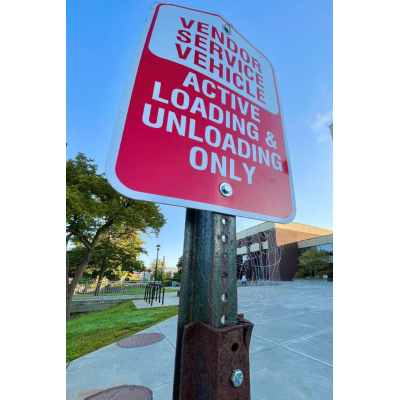 VENDOR
SERVICE
VEHICLE
ACTIVE
LOADING &
UNLOADING
ONLY